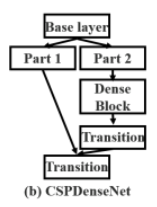 Base layer
Part 1
Part 2
Dense
Block
Transition
Transition
(b) CSPDenseNet